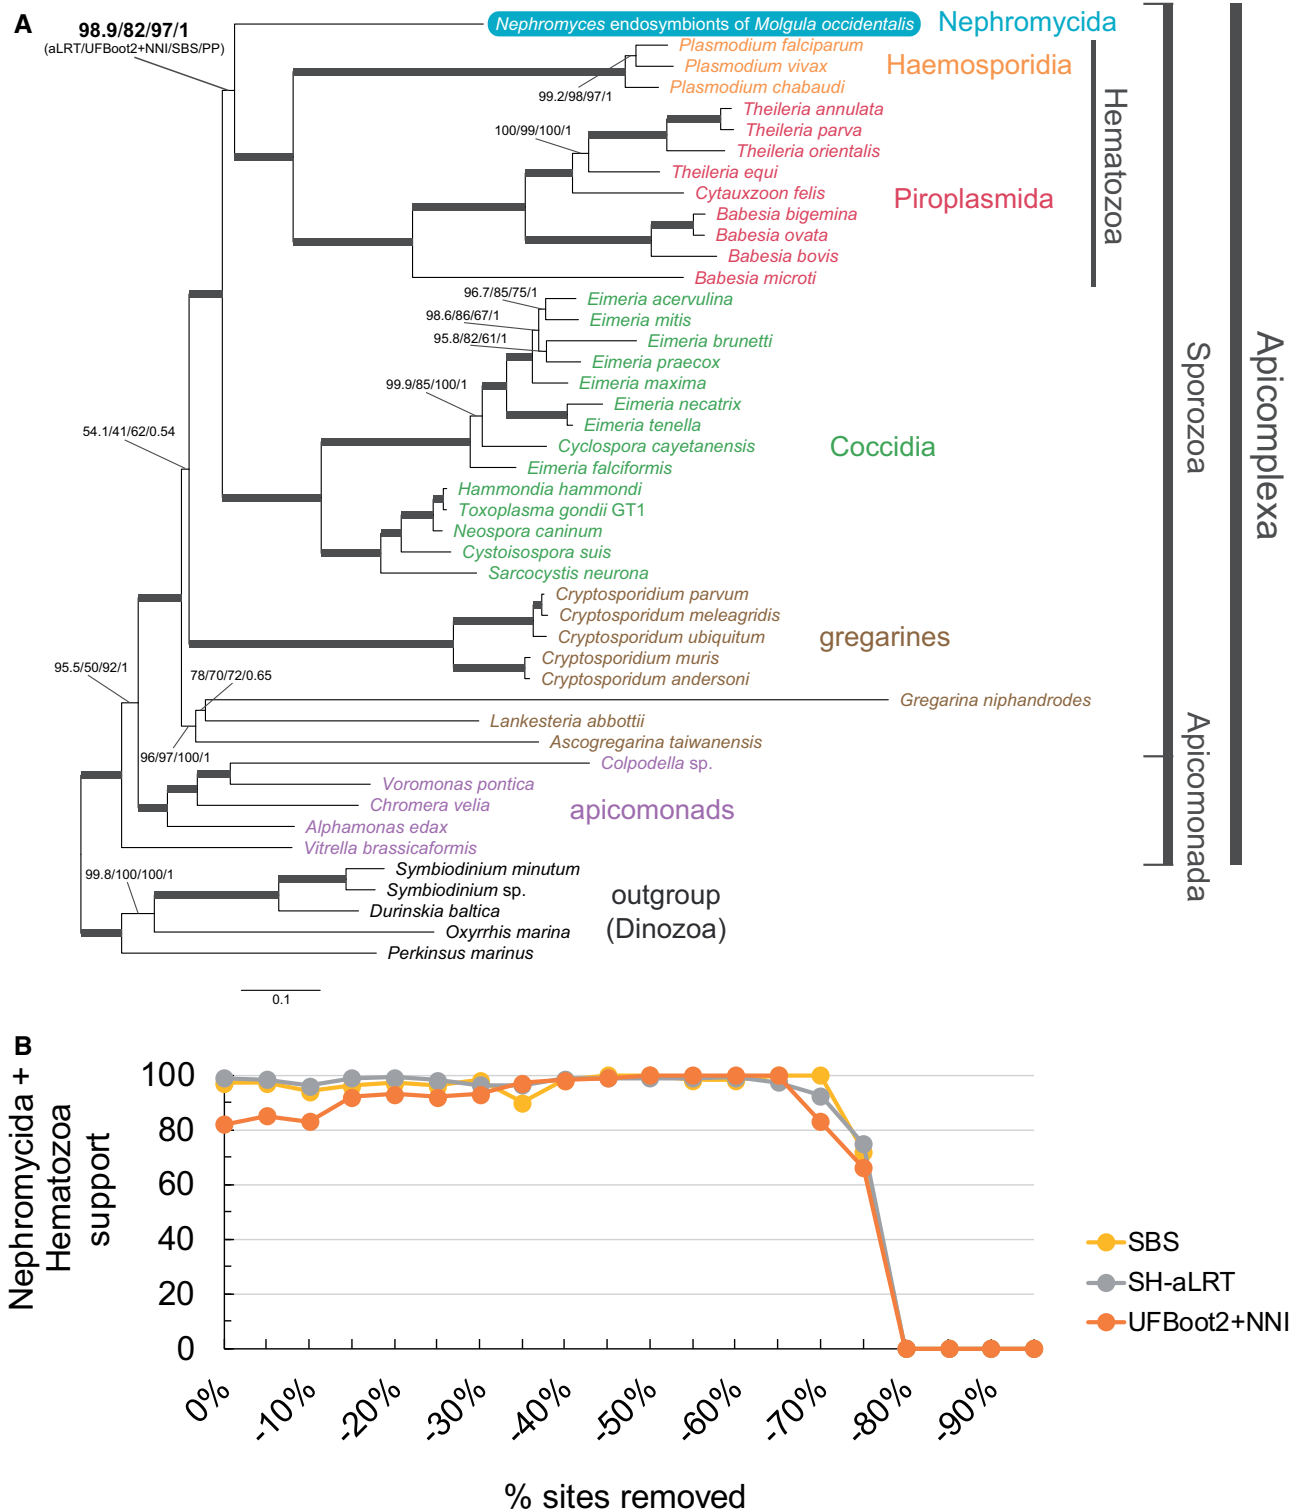 A
98.9/82/97/1
(aLRT/UFBoot2+NNI/SBS/PP)
Nephromyces endosymbionts of Molgula occidentalis
Nephromycida
Plasmodium falciparum
Plasmodium vivax
Plasmodium chabaudi
Haemosporidia
99.2/98/97/1
Theileria annulata
Theileria parva
Theileria orientalis
100/99/100/1
Theileria equi
Cytauxzoon felis
Piroplasmida
Babesia bigemina
Babesia ovata
Babesia bovis
Babesia microti
Hematozoa
96.7/85/75/1
Eimeria acervulina
98.6/86/67/1
Eimeria mitis
95.8/82/61/1
Eimeria brunetti
Eimeria praecox
Eimeria maxima
99.9/85/100/1
Eimeria necatrix
Eimeria tenella
Cyclospora cayetanensis
Coccidia
Eimeria falciformis
54.1/41/62/0.54
Hammondia hammondi
Toxoplasma gondii GT1
Neospora caninum
Cystoisospora suis
Sarcocystis neurona
Sporozoa
Apicomplexa
Cryptosporidium parvum
Cryptosporidum meleagridis
Cryptosporidum ubiquitum
gregarines
Cryptosporidium muris
Cryptosporidum andersoni
95.5/50/92/1
78/70/72/0.65
Gregarina niphandrodes
Lankesteria abbottii
Ascogregarina taiwanensis
96/97/100/1
Colpodella sp.
Voromonas pontica
Chromera velia
apicomonads
Alphamonas edax
Vitrella brassicaformis
Apicomonada
99.8/100/100/1
Symbiodinium minutum
Symbiodinium sp.
Durinskia baltica
Oxyrrhis marina
Perkinsus marinus
outgroup
(Dinozoa)
0.1
B
Nephromycida +
Hematozoa
support
100
80
60
40
20
0
0%
-10%
-20%
-30%
-40%
-50%
-60%
-70%
-80%
-90%
% sites removed
SBS
SH-aLRT
UFBoot2+NNI